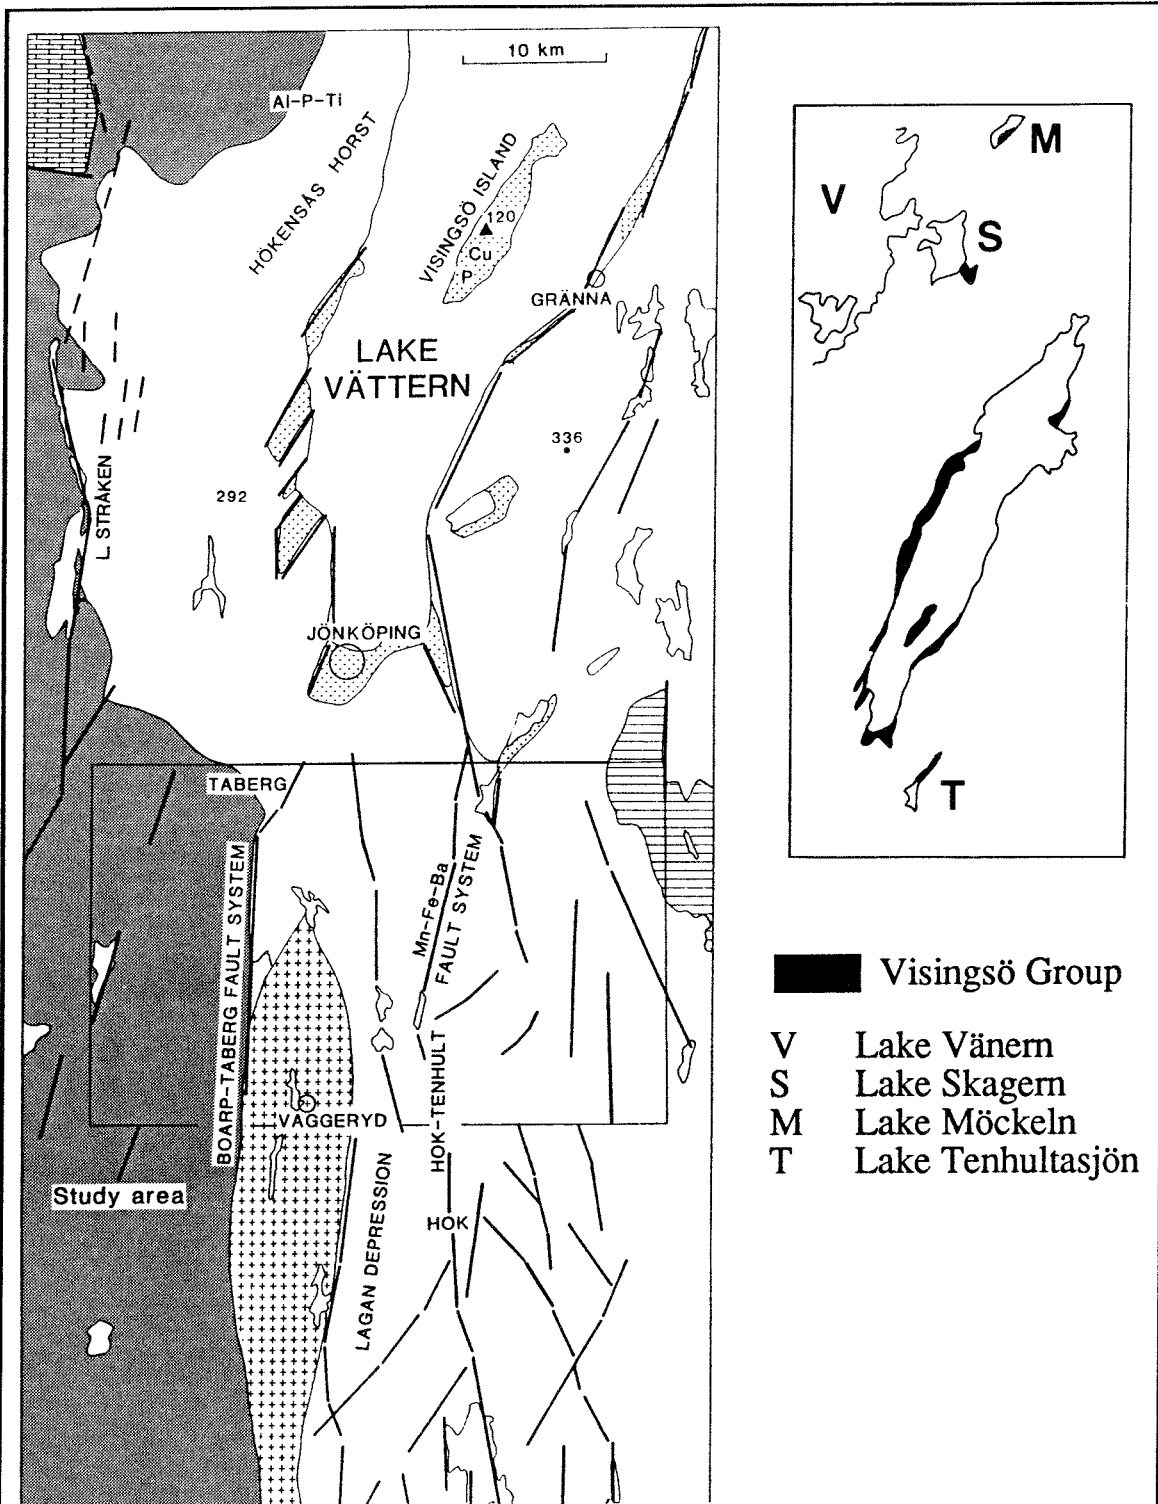 10 km
Al-P-Ti
HÖKENSÅS HORST
VISINGSÖ ISLAND
120
Cu
P
GRÄNNA
LAKE
VÄTTERN
336
292
L. STRÅKEN
JÖNKÖPING
TABERG
BOARP-TABERG FAULT SYSTEM
Mn-Fe-Ba
FAULT SYSTEM
HOK-TENHULT
VAGGERYD
Study area
LAGAN DEPRESSION
HOK
M
V
S
T
Visingsö Group
V Lake Vänern
S Lake Skagern
M Lake Möckeln
T Lake Tenhultasjön